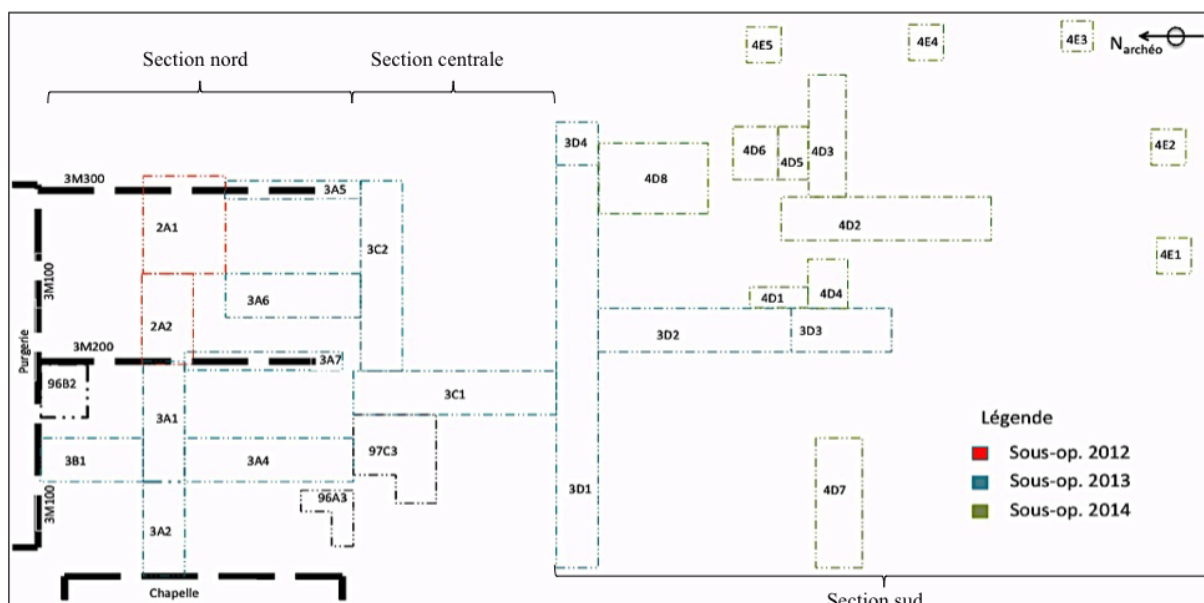 Section nord
Section centrale
4E5
4E4
4E3
N archéo
3D4
4D6
4D5
4D3
4E2
3M300
3A5
4D8
2A1
3C2
4D2
3M100
4E1
3A6
4D1
4D4
2A2
3D2
3D3
3M200
Purgerie
3A7
96B2
3C1
3A1
Légende
97C3
3B1
3A4
Sous-op. 2012
Sous-op. 2013
3D1
4D7
96A3
3M100
Sous-op. 2014
3A2
Chapelle
Section sud